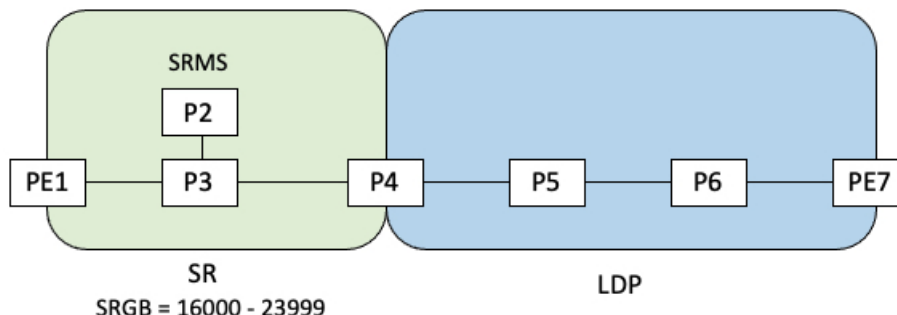 SRMS
P2
PE1
P3
P4
P5
P6
PE7
SR
LDP
SRGB = 16000 - 23999